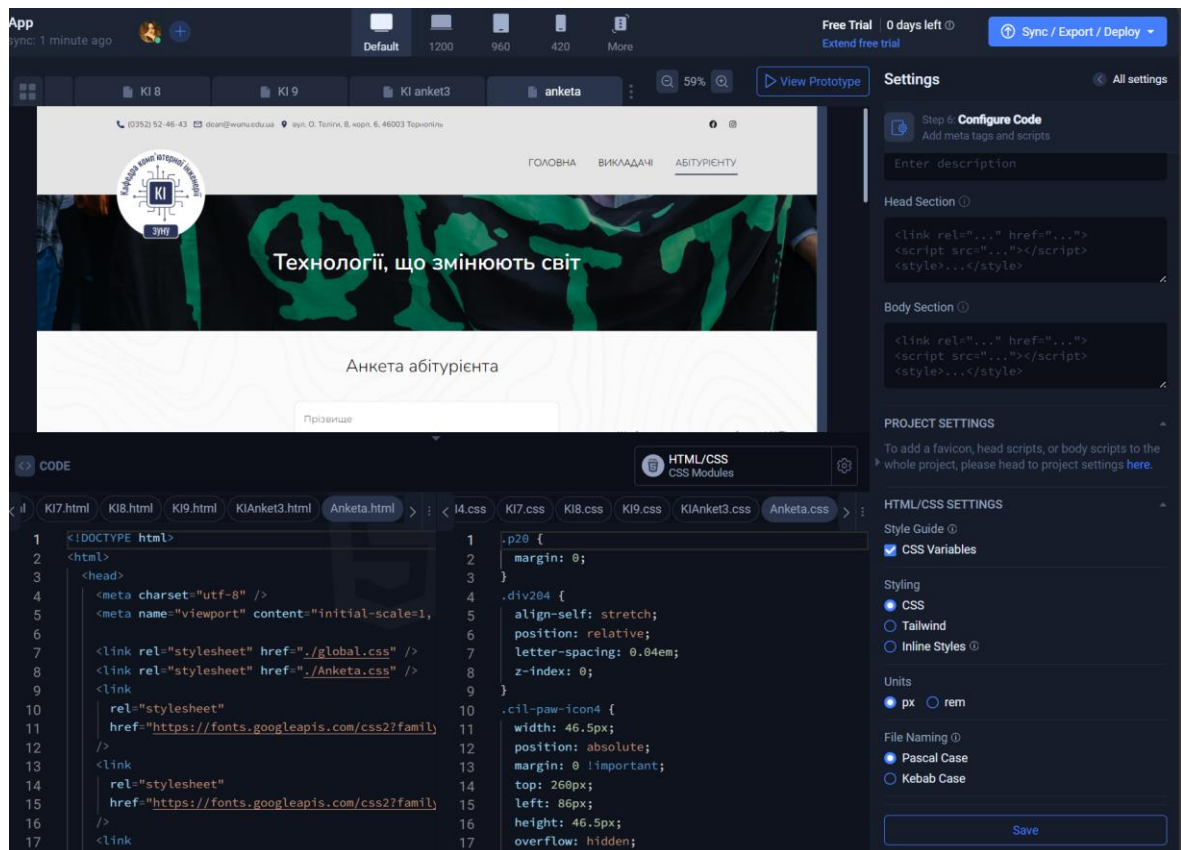 App
sync: 1 minute ago
Default
1200
960
420
More
Free Trial
0 days left
Extend free trial
Sync / Export / Deploy
KI 8
KI 9
KI anket3
anketa
59%
View Prototype
(0352) 52-46-43
dean@wunu.edu.ua
вул. О. Теліги, 8, корп. 6, 46003 Тернопіль
ГОЛОВНА
ВИКЛАДАЧІ
АБІТУРІЄНТУ
Кафедра комп'ютерної інженерії
KI
ЗУНУ
Технології, що змінюють світ
Анкета абітурієнта
Прізвище
CODE
HTML/CSS
CSS Modules
KI7.html
KI8.html
KI9.html
KIAnket3.html
Anketa.html
I4.css
KI7.css
KI8.css
KI9.css
KIAnket3.css
Anketa.css
1 <!DOCTYPE html>
2 <html>
3 <head>
4 <meta charset="utf-8" />
5 <meta name="viewport" content="initial-scale=1,
6
7 <link rel="stylesheet" href="./global.css" />
8 <link rel="stylesheet" href="./Anketa.css" />
9 <link
10 rel="stylesheet"
11 href="https://fonts.googleapis.com/css2?family
12 />
13 <link
14 rel="stylesheet"
15 href="https://fonts.googleapis.com/css2?family
16 />
17 <link
1 .p20 {
2 margin: 0;
3 }
4 .div204 {
5 align-self: stretch;
6 position: relative;
7 letter-spacing: 0.04em;
8 z-index: 0;
9 }
10 .cil-paw-icon4 {
11 width: 46.5px;
12 position: absolute;
13 margin: 0 !important;
14 top: 260px;
15 left: 86px;
16 height: 46.5px;
17 overflow: hidden;
Settings
All settings
Step 6: Configure Code
Add meta tags and scripts
Enter description
Head Section
<link rel="..." href="...">
<script src="..."></script>
<style>...</style>
Body Section
<link rel="..." href="...">
<script src="..."></script>
<style>...</style>
PROJECT SETTINGS
To add a favicon, head scripts, or body scripts to the
whole project, please head to project settings here.
HTML/CSS SETTINGS
Style Guide
CSS Variables
Styling
CSS
Tailwind
Inline Styles
Units
px
rem
File Naming
Pascal Case
Kebab Case
Save